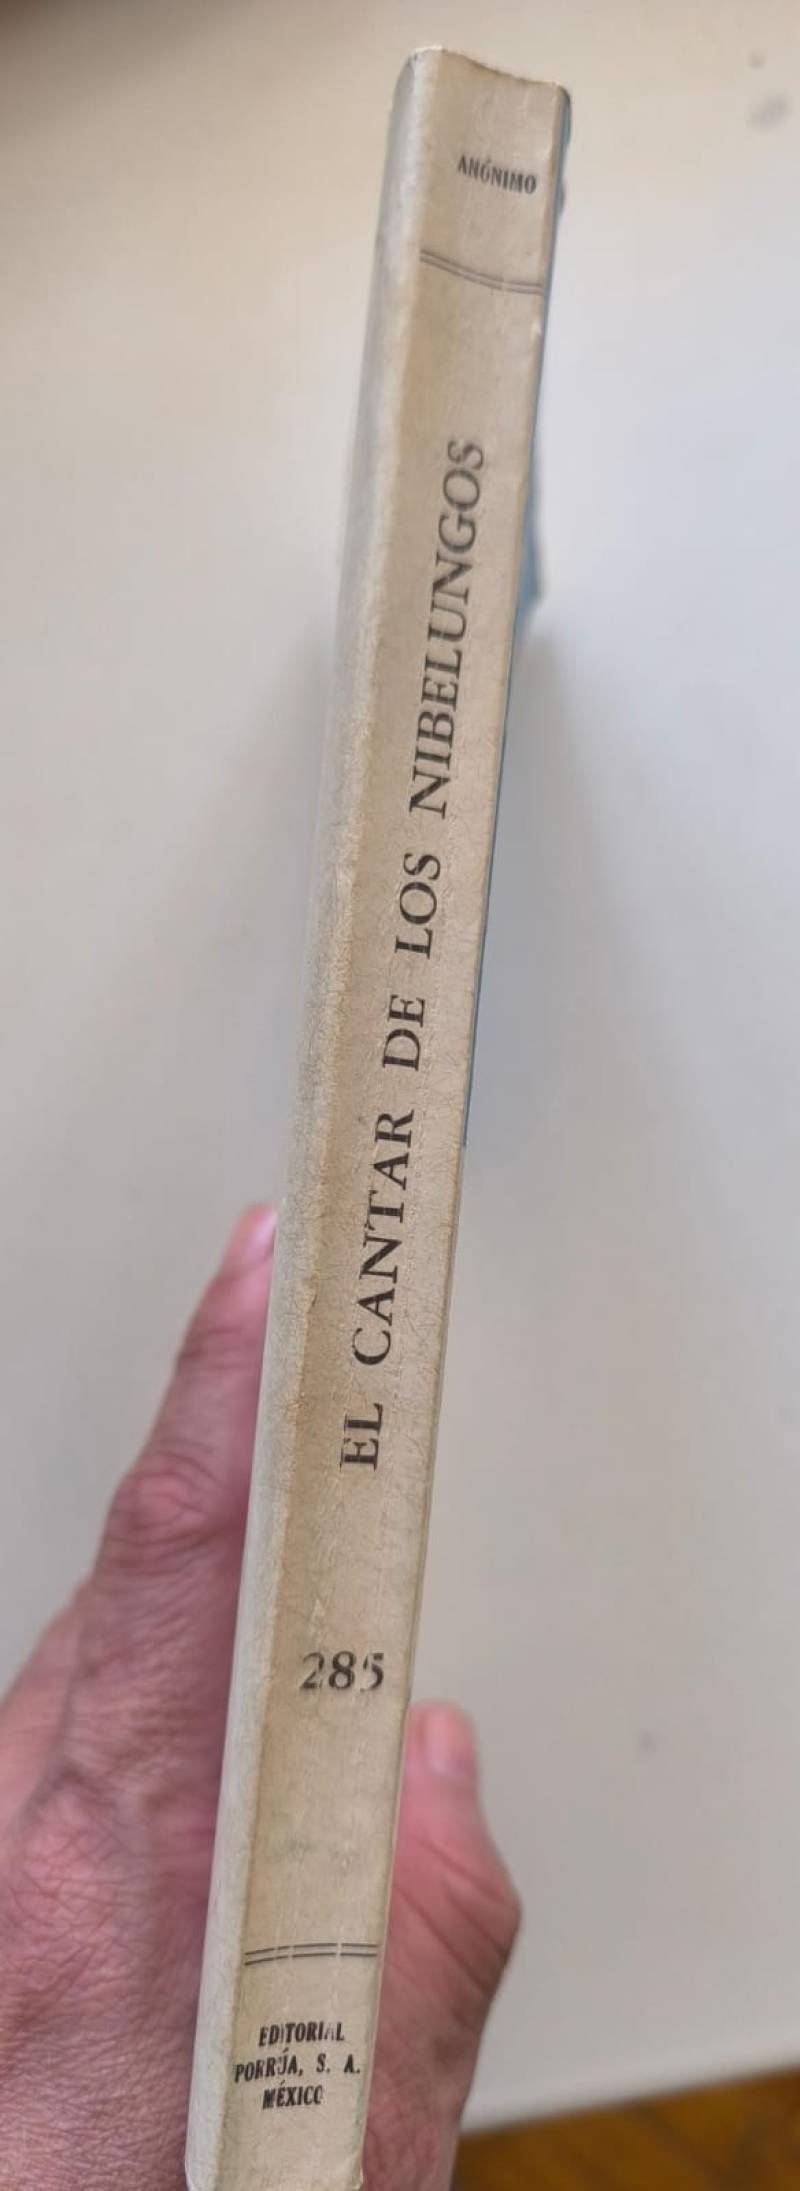 ANÓNIMO
EL CANTAR DE LOS NIBELUNGOS
285
EDITORIAL
PORRÚA, S. A.
MÉXICO